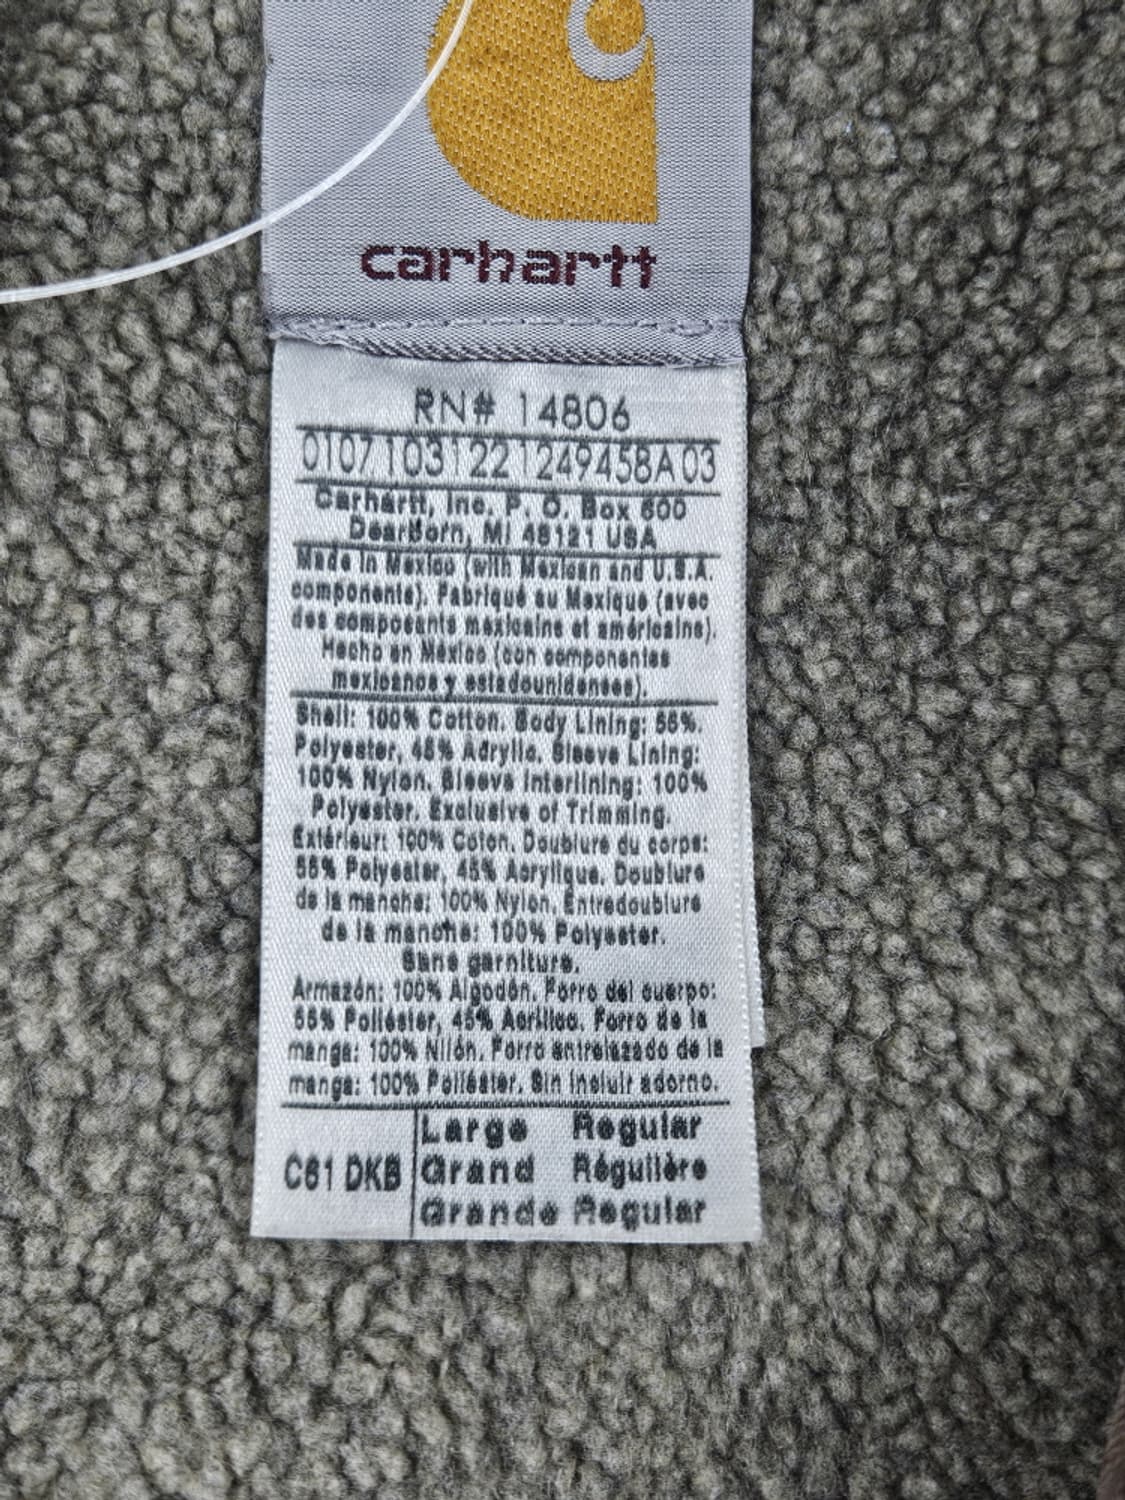 carhartt
RN# 14806
0107 103122 1249458A03
Carhartt, Inc. P. O. Box 600
Dearborn, MI 48121 USA
Made in Mexico (with Mexican and U.S.A.
components). Fabriqué au Mexique (avec
des composants mexicains et américains).
Hecho en México (con componentes
mexicanos y estadounidenses).
Shell: 100% Cotton. Body Lining: 55%
Polyester, 45% Acrylic. Sleeve Lining:
100% Nylon. Sleeve Interlining: 100%
Polyester. Exclusive of Trimming.
Extérieur: 100% Coton. Doublure du corps:
55% Polyester, 45% Acrylique. Doublure
de la manche: 100% Nylon. Entredoublure
de la manche: 100% Polyester.
Sans garniture.
Armazón: 100% Algodón. Forro del cuerpo:
55% Poliéster, 45% Acrílico. Forro de la
manga: 100% Nilón. Forro entrelazado de la
manga: 100% Poliéster. Sin incluir adorno.
C61 DKB
Large Regular
Grand Régulière
Grande Regular